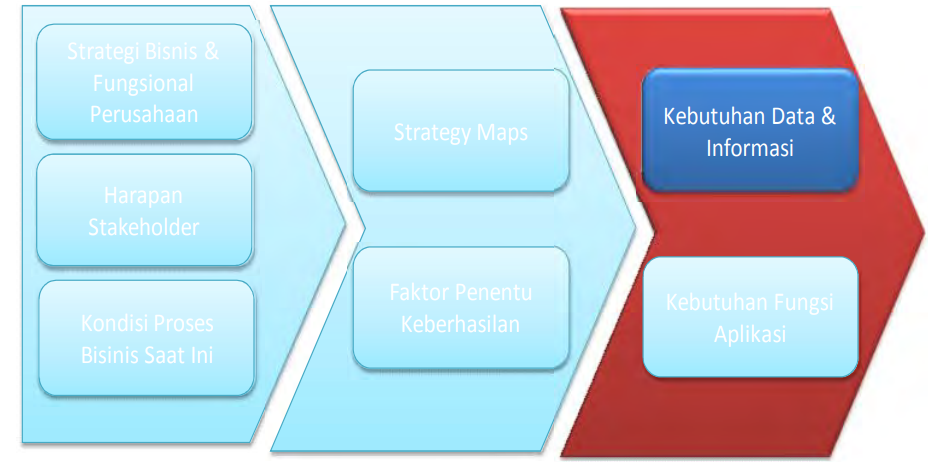 Strategi Bisnis &
Fungsional
Perusahaan
Harapan
Stakeholder
Kondisi Proses
Bisinis Saat Ini
Strategy Maps
Faktor Penentu
Keberhasilan
Kebutuhan Data &
Informasi
Kebutuhan Fungsi
Aplikasi